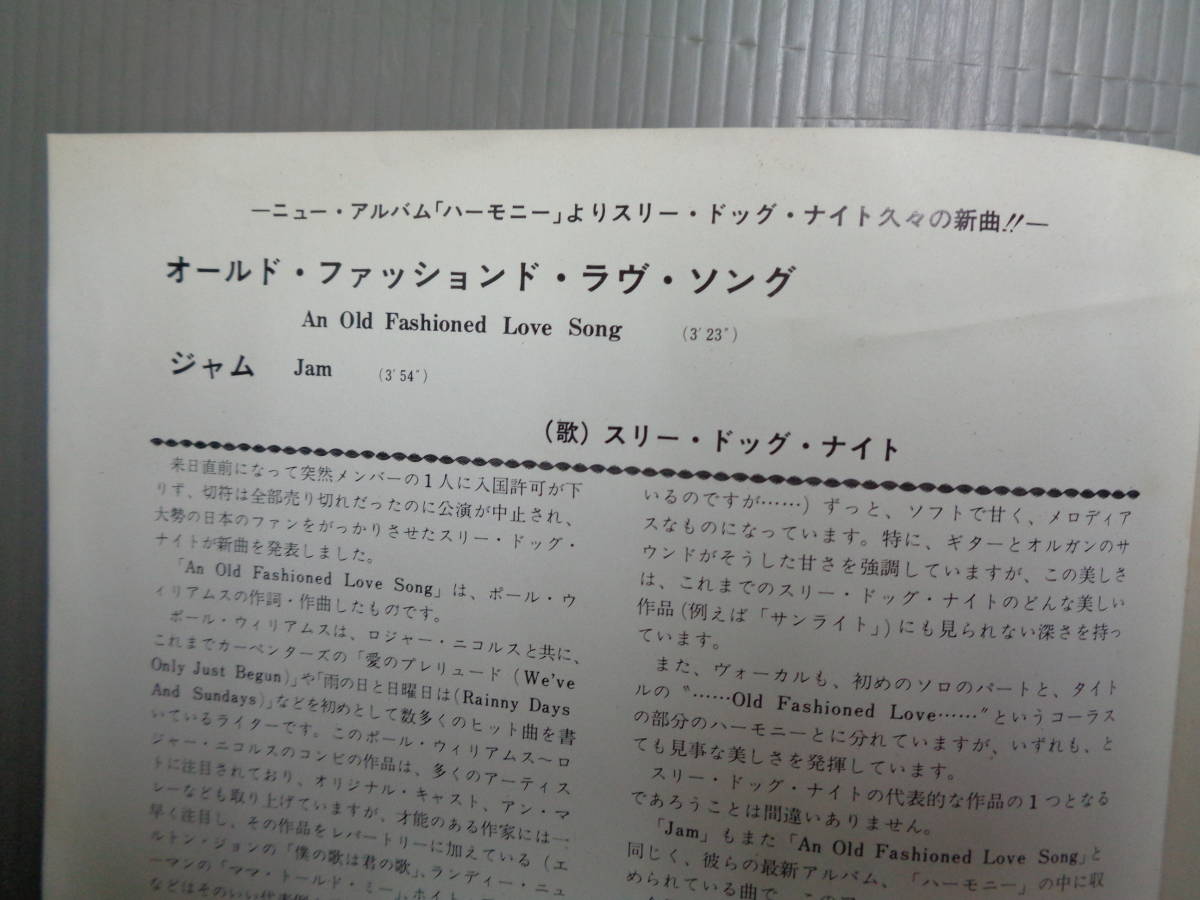 ―ニュー・アルバム「ハーモニー」よりスリー・ドッグ・ナイト久々の新曲!!―
オールド・ファッションド・ラヴ・ソング
An Old Fashioned Love Song (3′23″)
ジャム Jam (3′54″)
(歌)スリー・ドッグ・ナイト
来日直前になって突然メンバーの1人に入国許可が下
りず、切符は全部売り切れだったのに公演が中止され、
大勢の日本のファンをがっかりさせたスリー・ドッグ・
ナイトが新曲を発表しました。
「An Old Fashioned Love Song」は、ポール・ウ
ィリアムスの作詞・作曲したものです。
ポール・ウィリアムスは、ロジャー・ニコルスと共に、
これまでカーペンターズの「愛のプレリュード(We've
Only Just Begun)」や「雨の日と日曜日は(Rainny Days
And Sundays)」などを初めとして数多くのヒット曲を書
いているライターです。このポール・ウィリアムス〜ロ
ジャー・ニコルスのコンビの作品は、多くのアーティス
トに注目されており、オリジナル・キャスト、アン・マ
レーなども取り上げていますが、才能のある作家には一
早く注目し、その作品をレパートリーに加えている(エ
ルトン・ジョンの「僕の歌は君の歌」、ランディー・ニュ
ーマンの「ママ・トールド・ミー」、ホイト・
などはそのいい代表例
いるのですが……)ずっと、ソフトで甘く、メロディア
スなものになっています。特に、ギターとオルガンのサ
ウンドがそうした甘さを強調していますが、この美しさ
は、これまでのスリー・ドッグ・ナイトのどんな美しい
作品(例えば「サンライト」)にも見られない深さを持っ
ています。
また、ヴォーカルも、初めのソロのパートと、タイト
ルの〝……Old Fashioned Love……〟というコーラス
の部分のハーモニーとに分れていますが、いずれも、と
ても見事な美しさを発揮しています。
スリー・ドッグ・ナイトの代表的な作品の1つとなる
であろうことは間違いありません。
「Jam」もまた「An Old Fashioned Love Song」と
同じく、彼らの最新アルバム、「ハーモニー」の中に収
められている曲で、この